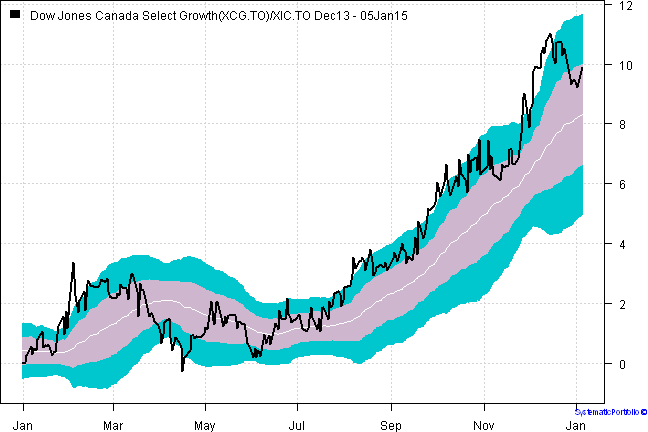 Dow Jones Canada Select Growth(XCG.TO)/XIC.TO Dec13 - 05Jan15
12
10
8
6
4
2
0
Jan Mar May Jul Sep Nov Jan
SystematicPortfolio ©